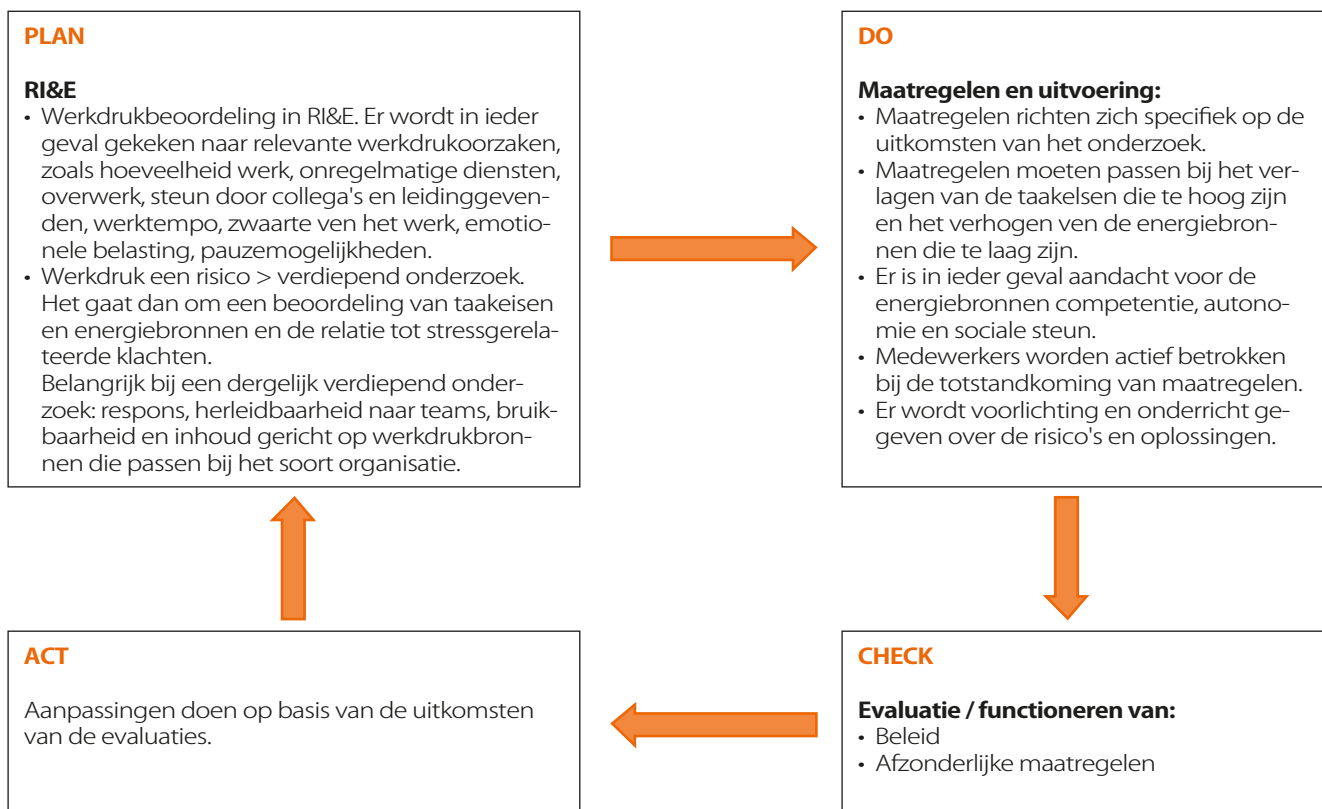 PLAN
RI&E
• Werkdrukbeoordeling in RI&E. Er wordt in ieder
geval gekeken naar relevante werkdrukoorzaken,
zoals hoeveelheid werk, onregelmatige diensten,
overwerk, steun door collega's en leidinggeven-
den, werktempo, zwaarte ven het werk, emotio-
nele belasting, pauzemogelijkheden.
• Werkdruk een risico > verdiepend onderzoek.
Het gaat dan om een beoordeling van taakeisen
en energiebronnen en de relatie tot stressgerela-
teerde klachten.
Belangrijk bij een dergelijk verdiepend onder-
zoek: respons, herleidbaarheid naar teams, bruik-
baarheid en inhoud gericht op werkdrukbron-
nen die passen bij het soort organisatie.
DO
Maatregelen en uitvoering:
• Maatregelen richten zich specifiek op de
uitkomsten van het onderzoek.
• Maatregelen moeten passen bij het ver-
lagen van de taakelsen die te hoog zijn
en het verhogen ven de energiebron-
nen die te laag zijn.
• Er is in ieder geval aandacht voor de
energiebronnen competentie, autono-
mie en sociale steun.
• Medewerkers worden actief betrokken
bij de totstandkoming van maatregelen.
• Er wordt voorlichting en onderricht ge-
geven over de risico's en oplossingen.
ACT
Aanpassingen doen op basis van de uitkomsten
van de evaluaties.
CHECK
Evaluatie / functioneren van:
• Beleid
• Afzonderlijke maatregelen